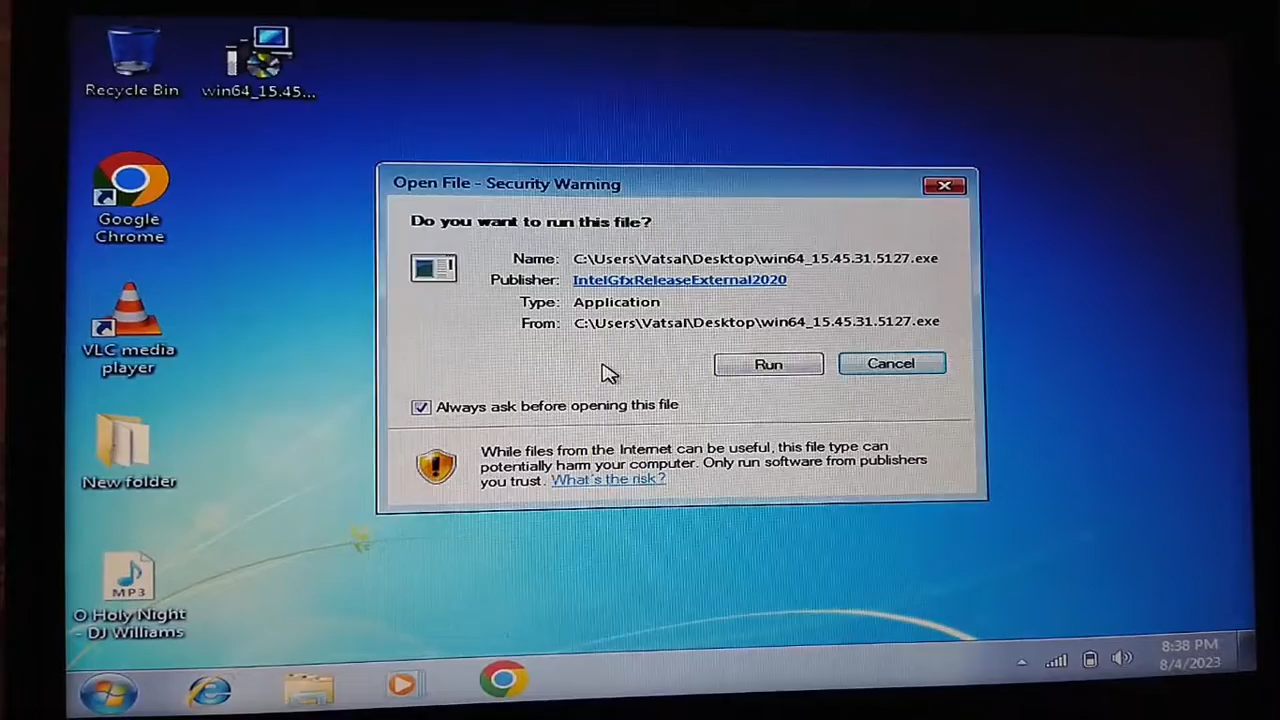 Recycle Bin
win64_15.45...
Google
Chrome
VLC media
player
New folder
MP3
O Holy Night
- DJ Williams
Open File - Security Warning
Do you want to run this file?
Name: C:\Users\Vatsal\Desktop\win64_15.45.31.5127.exe
Publisher: IntelGfxReleaseExternal2020
Type: Application
From: C:\Users\Vatsal\Desktop\win64_15.45.31.5127.exe
Run Cancel
Always ask before opening this file
While files from the Internet can be useful, this file type can
potentially harm your computer. Only run software from publishers
you trust. What's the risk?
8:38 PM
8/4/2023